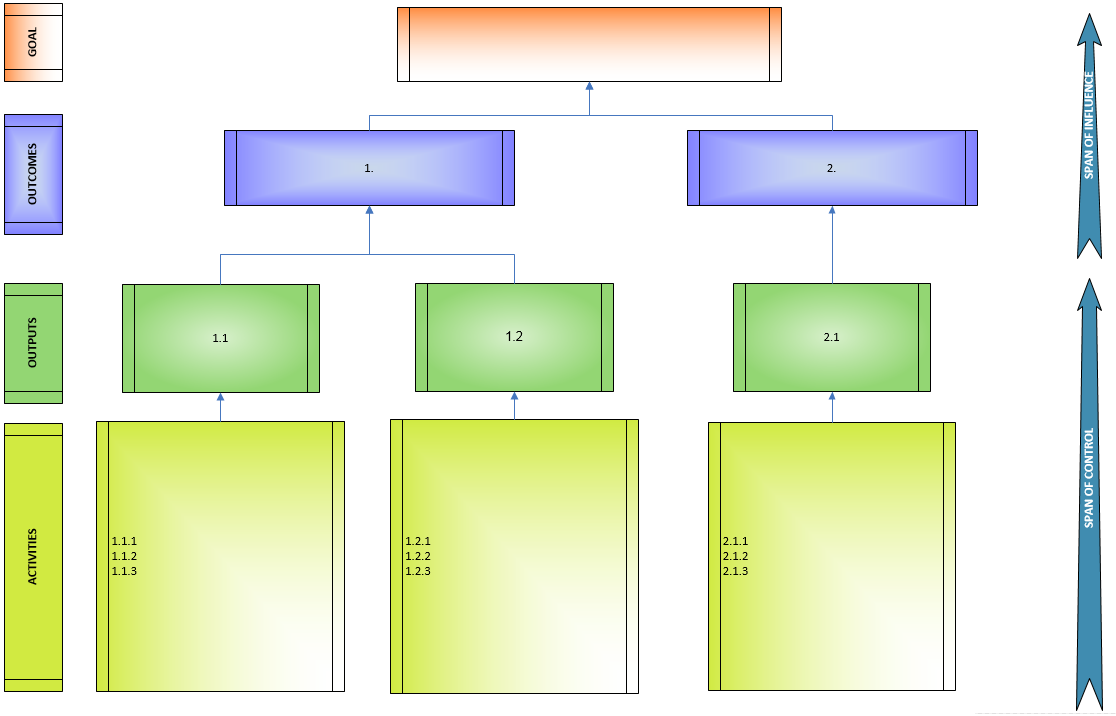 GOAL
SPAN OF INFLUENCE
OUTCOMES
1.
2.
OUTPUTS
1.1
1.2
2.1
SPAN OF CONTROL
ACTIVITIES
1.1.1
1.1.2
1.1.3
1.2.1
1.2.2
1.2.3
2.1.1
2.1.2
2.1.3